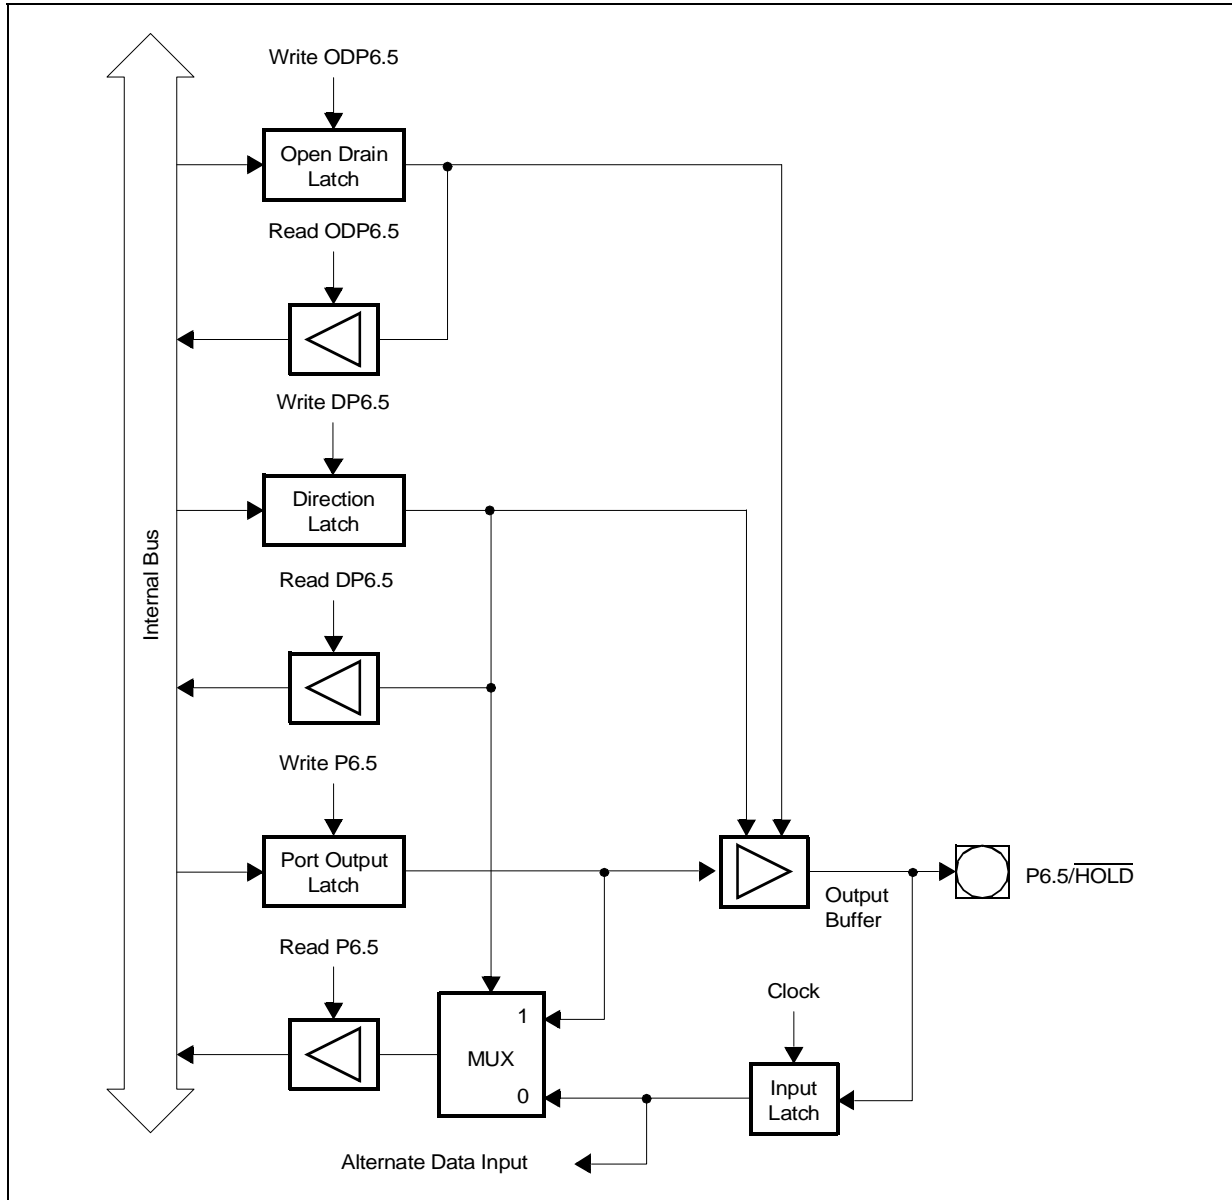 Write ODP6.5
Open Drain
Latch
Read ODP6.5
Write DP6.5
Direction
Latch
Internal Bus
Read DP6.5
Write P6.5
Port Output
Latch
Output
Buffer
P6.5/HOLD
Read P6.5
Clock
1
MUX
0
Input
Latch
Alternate Data Input